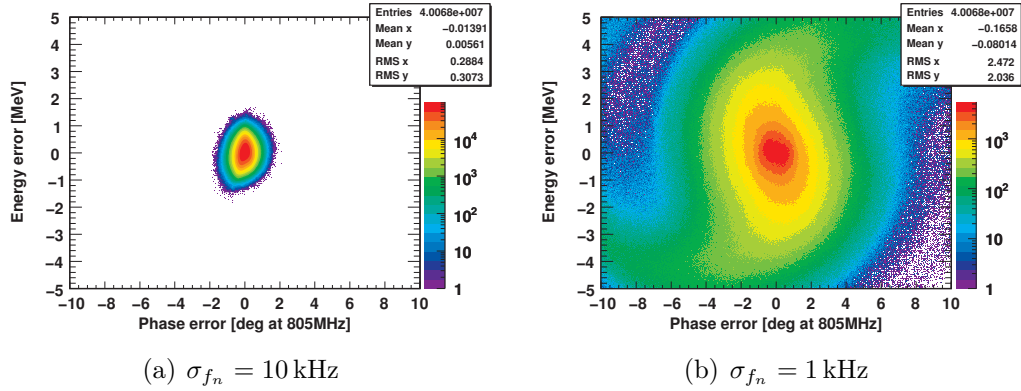 Entries 4.0068e+007
Mean x −0.01391
Mean y 0.00561
RMS x 0.2884
RMS y 0.3073
Energy error [MeV]
5
4
3
2
1
0
−1
−2
−3
−4
−5
−10 −8 −6 −4 −2 0 2 4 6 8 10
Phase error [deg at 805MHz]
10⁴
10³
10²
10
1
(a) σ_{f_n} = 10 kHz
Entries 4.0068e+007
Mean x −0.1658
Mean y −0.08014
RMS x 2.472
RMS y 2.036
Energy error [MeV]
5
4
3
2
1
0
−1
−2
−3
−4
−5
−10 −8 −6 −4 −2 0 2 4 6 8 10
Phase error [deg at 805MHz]
10³
10²
10
1
(b) σ_{f_n} = 1 kHz